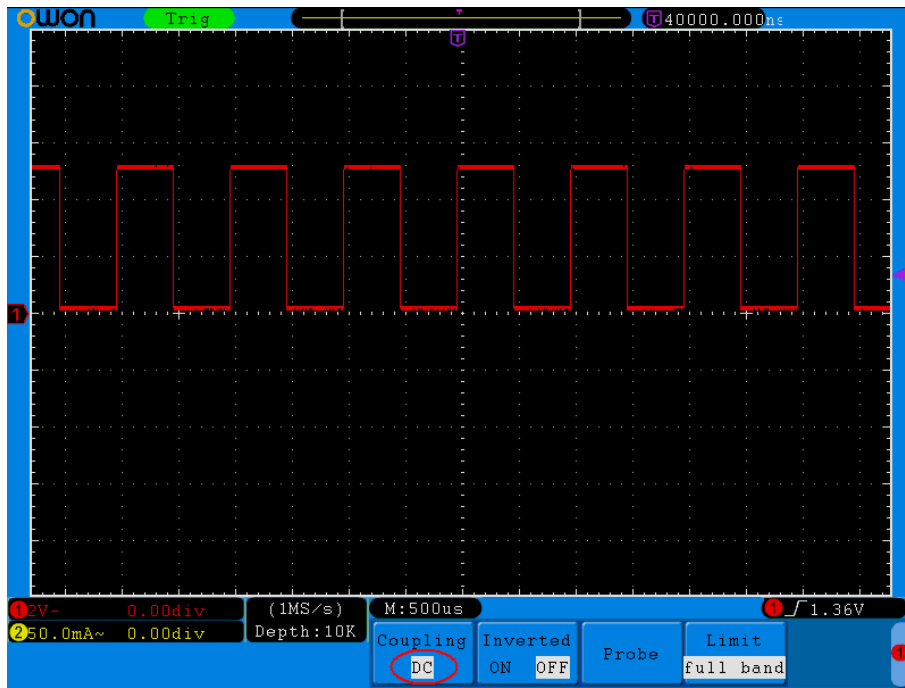 owon Trig T 40000.000ns
T
1
1 2V- 0.00div (1MS/s) M:500us 1 1.36V
2 50.0mA~ 0.00div Depth:10K
Coupling Inverted Probe Limit
DC ON OFF full band
1